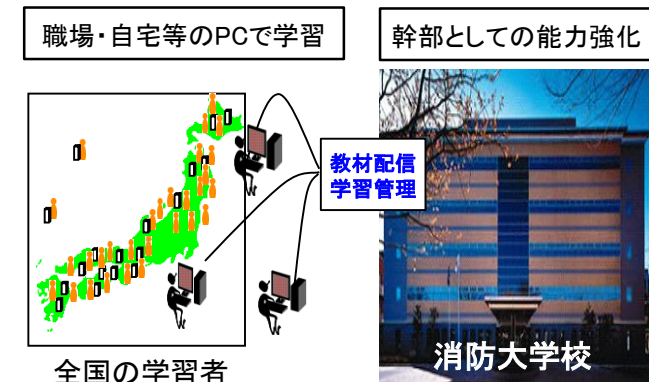 職場・自宅等のPCで学習
幹部としての能力強化
教材配信
学習管理
全国の学習者
消防大学校